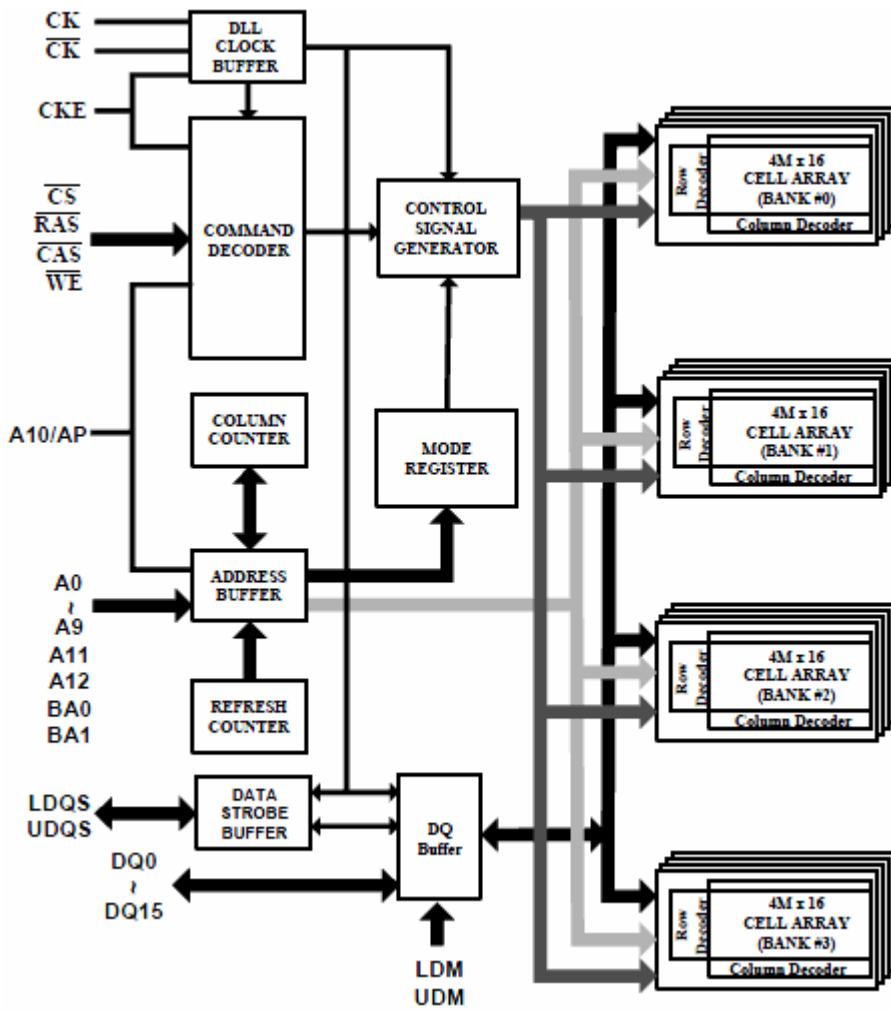 CK
CK
CKE
CS
RAS
CAS
WE
A10/AP
A0
~
A9
A11
A12
BA0
BA1
LDQS
UDQS
DQ0
~
DQ15
DLL
CLOCK
BUFFER
COMMAND
DECODER
COLUMN
COUNTER
ADDRESS
BUFFER
REFRESH
COUNTER
DATA
STROBE
BUFFER
CONTROL
SIGNAL
GENERATOR
MODE
REGISTER
DQ
Buffer
LDM
UDM
Row
Decoder
4M x 16
CELL ARRAY
(BANK #0)
Column Decoder
Row
Decoder
4M x 16
CELL ARRAY
(BANK #1)
Column Decoder
Row
Decoder
4M x 16
CELL ARRAY
(BANK #2)
Column Decoder
Row
Decoder
4M x 16
CELL ARRAY
(BANK #3)
Column Decoder